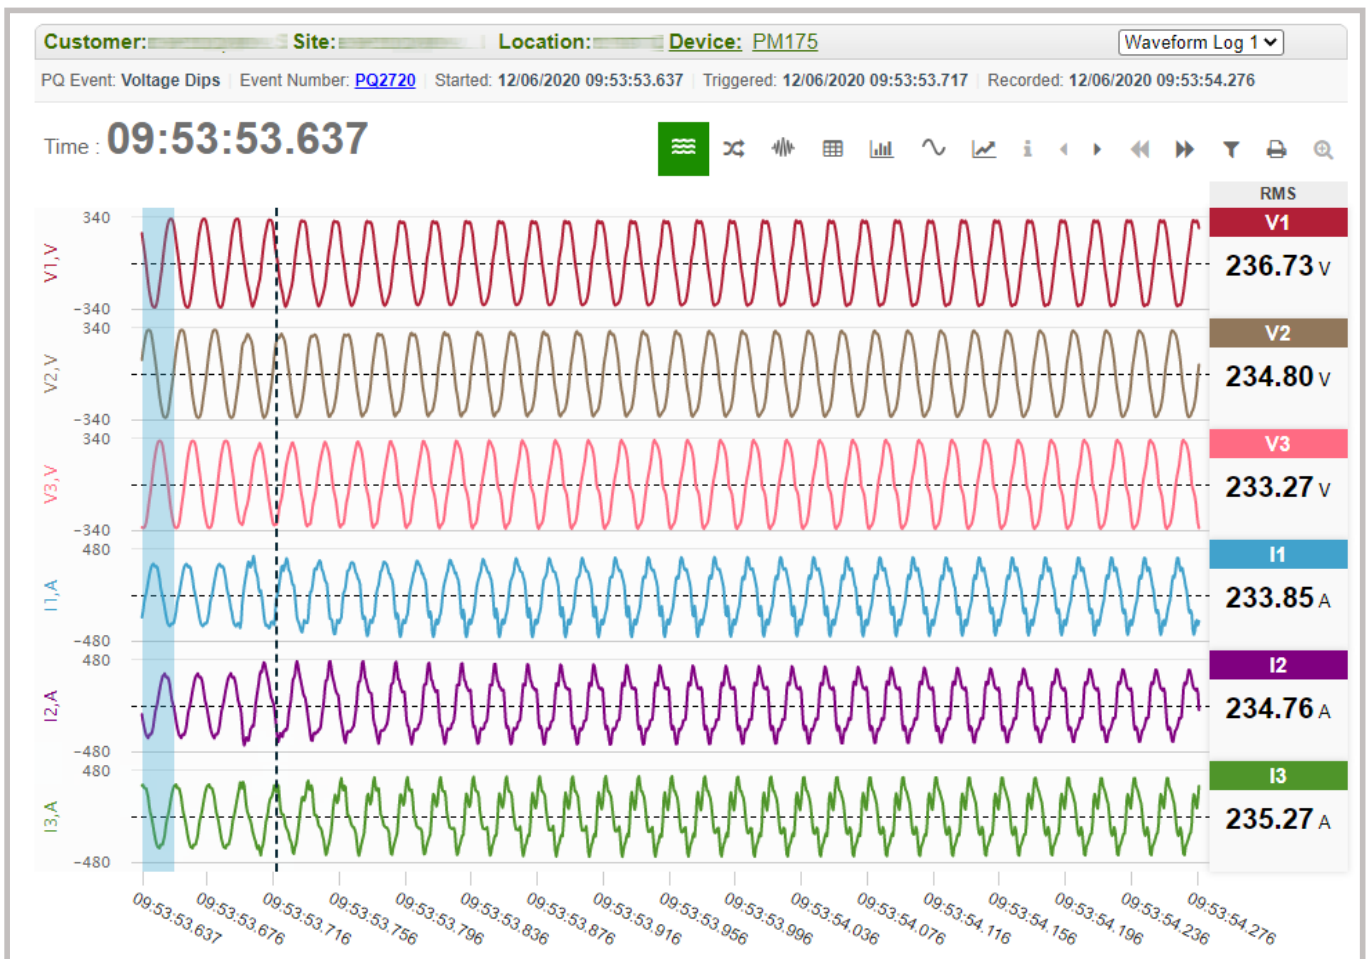 Customer: Site: Location: Device: PM175 Waveform Log 1
PQ Event: Voltage Dips Event Number: PQ2720 Started: 12/06/2020 09:53:53.637 Triggered: 12/06/2020 09:53:53.717 Recorded: 12/06/2020 09:53:54.276
Time : 09:53:53.637
RMS
340
V1,V
-340
V1
236.73 V
340
V2,V
-340
V2
234.80 V
340
V3,V
-340
V3
233.27 V
480
I1,A
-480
I1
233.85 A
480
I2,A
-480
I2
234.76 A
480
I3,A
-480
I3
235.27 A
09:53:53.637
09:53:53.676
09:53:53.716
09:53:53.756
09:53:53.796
09:53:53.836
09:53:53.876
09:53:53.916
09:53:53.956
09:53:53.996
09:53:54.036
09:53:54.076
09:53:54.116
09:53:54.156
09:53:54.196
09:53:54.236
09:53:54.276